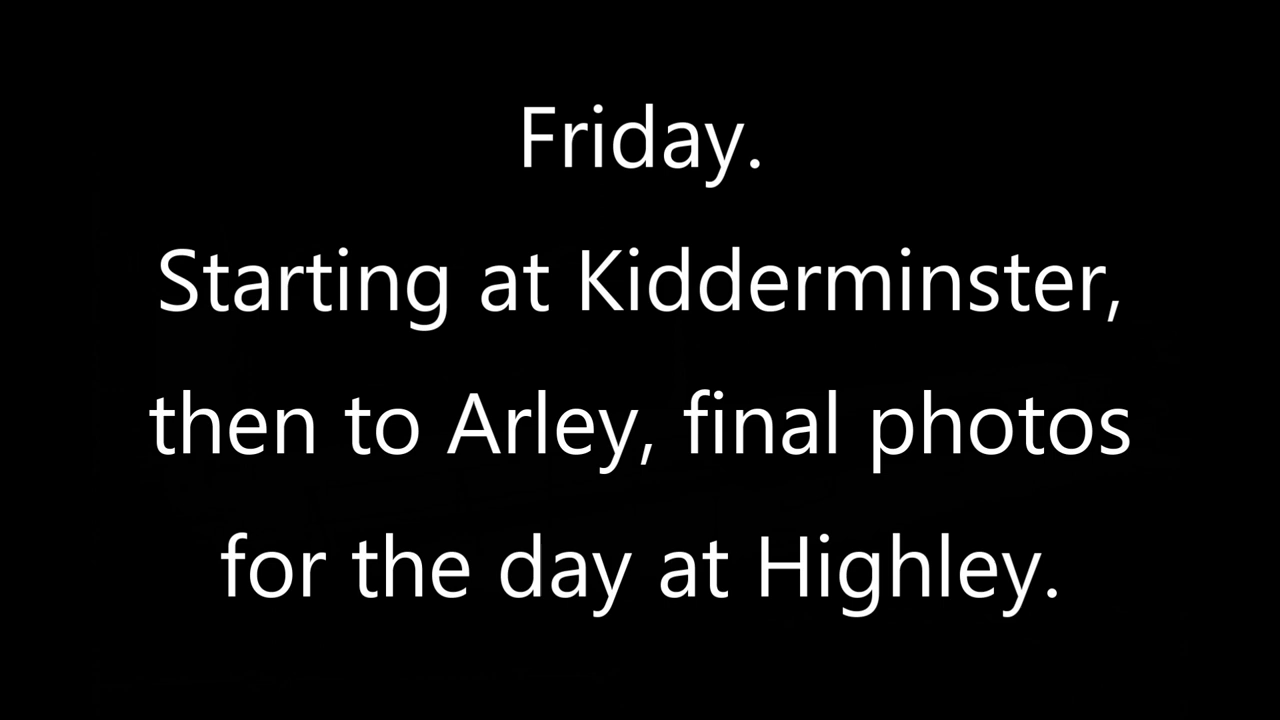 Friday.
Starting at Kidderminster,
then to Arley, final photos
for the day at Highley.